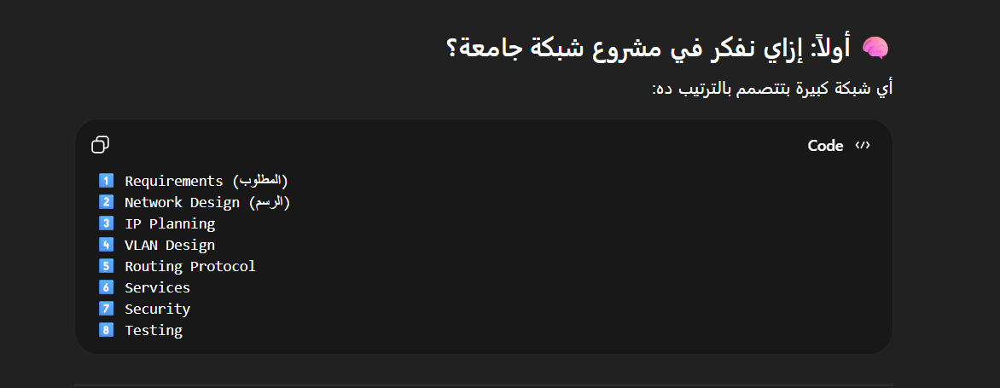 🧠 أولاً: إزاي نفكر في مشروع شبكة جامعة؟
أي شبكة كبيرة بتتصمم بالترتيب ده:
Code
1️⃣ Requirements (المطلوب)
2️⃣ Network Design (الرسم)
3️⃣ IP Planning
4️⃣ VLAN Design
5️⃣ Routing Protocol
6️⃣ Services
7️⃣ Security
8️⃣ Testing